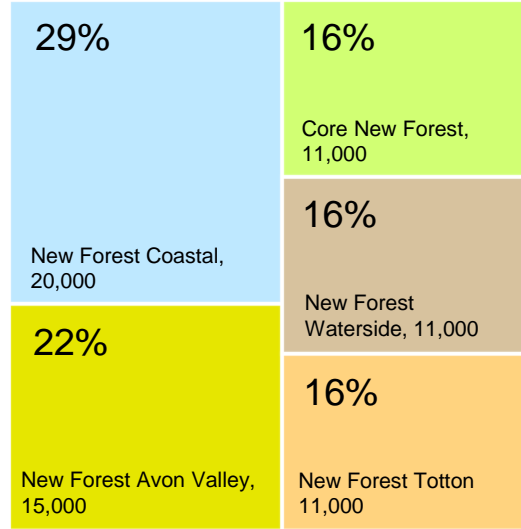 29%
New Forest Coastal,
20,000
22%
New Forest Avon Valley,
15,000
16%
Core New Forest,
11,000
16%
New Forest
Waterside, 11,000
16%
New Forest Totton
11,000